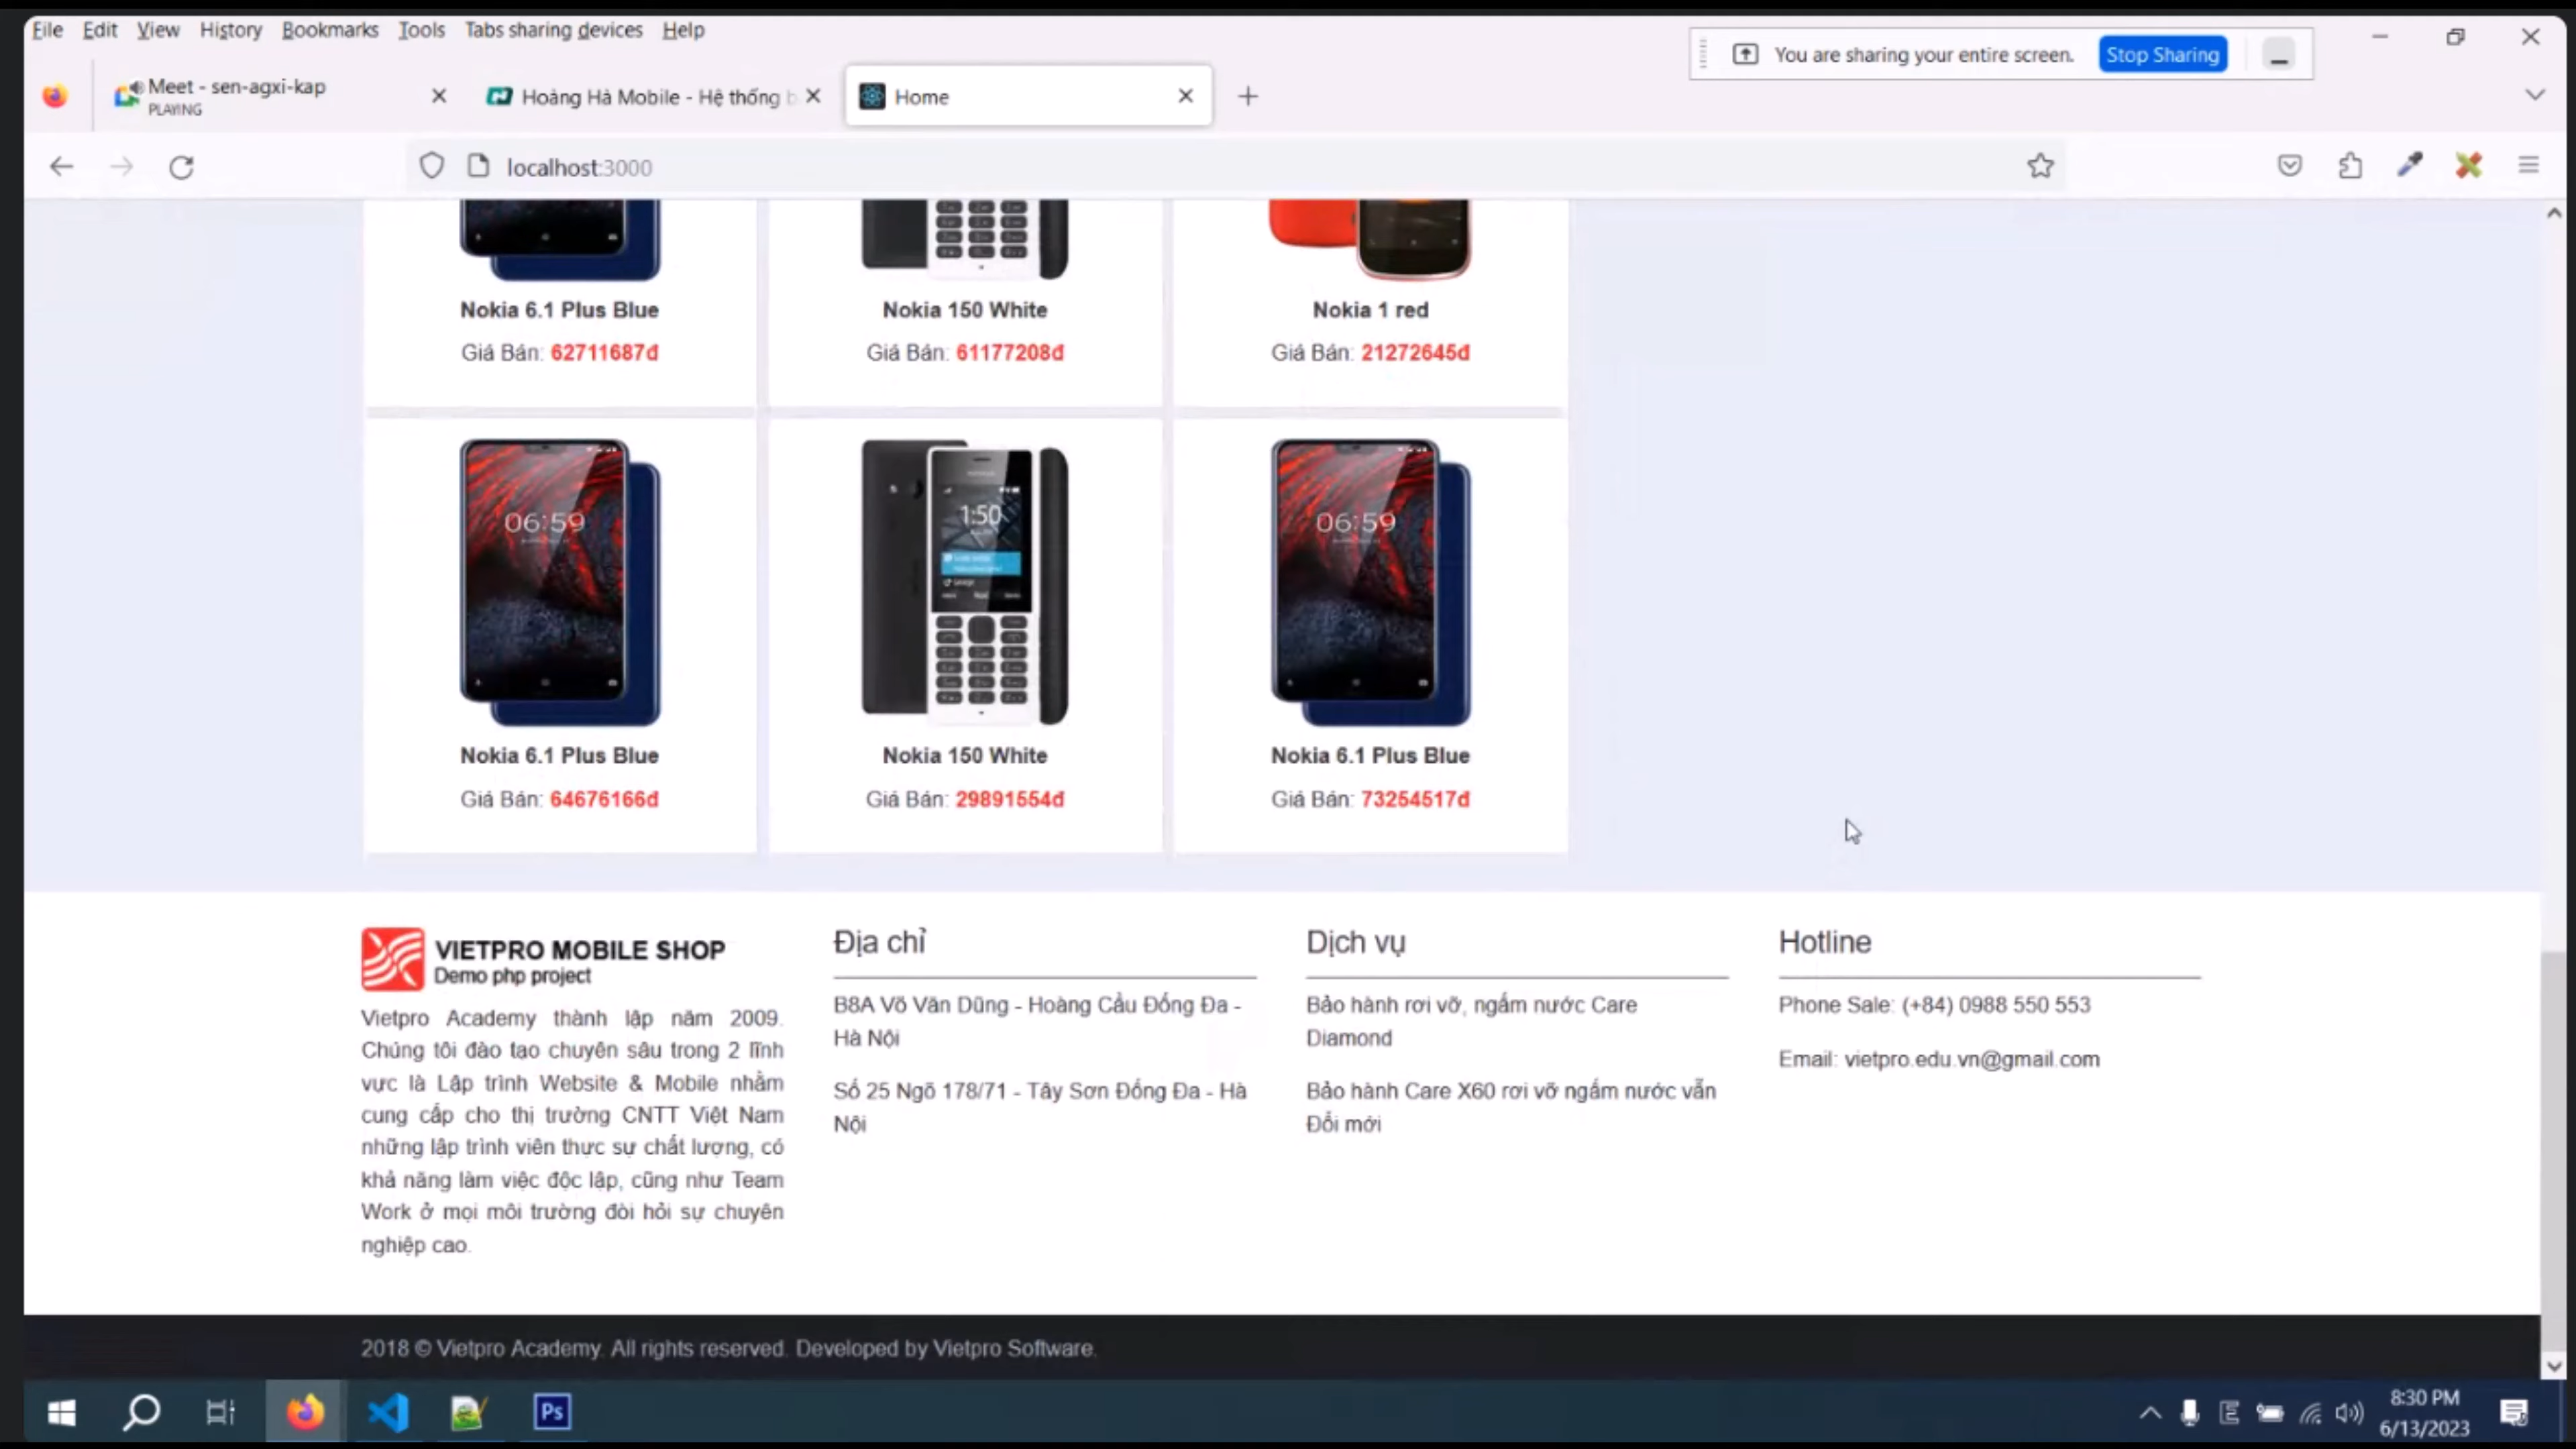 File Edit View History Bookmarks Tools Tabs sharing devices Help
You are sharing your entire screen. Stop Sharing
Meet - sen-agxi-kap
PLAYING
Hoàng Hà Mobile - Hệ thống b
Home
localhost:3000
Nokia 6.1 Plus Blue
Giá Bán: 62711687đ
Nokia 150 White
Giá Bán: 61177208đ
Nokia 1 red
Giá Bán: 21272645đ
06:59
1:50
06:59
Nokia 6.1 Plus Blue
Giá Bán: 64676166đ
Nokia 150 White
Giá Bán: 29891554đ
Nokia 6.1 Plus Blue
Giá Bán: 73254517đ
VIETPRO MOBILE SHOP
Demo php project
Vietpro Academy thành lập năm 2009.
Chúng tôi đào tạo chuyên sâu trong 2 lĩnh
vực là Lập trình Website & Mobile nhằm
cung cấp cho thị trường CNTT Việt Nam
những lập trình viên thực sự chất lượng, có
khả năng làm việc độc lập, cũng như Team
Work ở mọi môi trường đòi hỏi sự chuyên
nghiệp cao.
Địa chỉ
B8A Võ Văn Dũng - Hoàng Cầu Đống Đa -
Hà Nội
Số 25 Ngõ 178/71 - Tây Sơn Đống Đa - Hà
Nội
Dịch vụ
Bảo hành rơi vỡ, ngấm nước Care
Diamond
Bảo hành Care X60 rơi vỡ ngấm nước vẫn
Đổi mới
Hotline
Phone Sale: (+84) 0988 550 553
Email: vietpro.edu.vn@gmail.com
2018 © Vietpro Academy. All rights reserved. Developed by Vietpro Software.
Ps
E
8:30 PM
6/13/2023